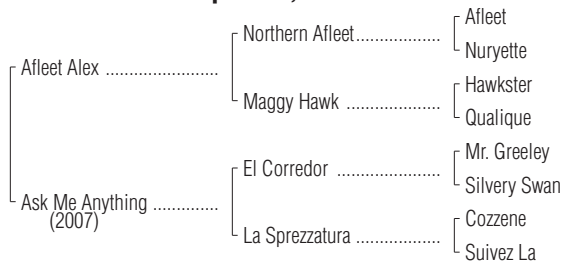 Afleet
Northern Afleet..................
Nuryette
Afleet Alex ........................
Hawkster
Maggy Hawk ....................
Qualique
Mr. Greeley
El Corredor ......................
Silvery Swan
Ask Me Anything ..............
(2007)
Cozzene
La Sprezzatura ..................
Suivez La